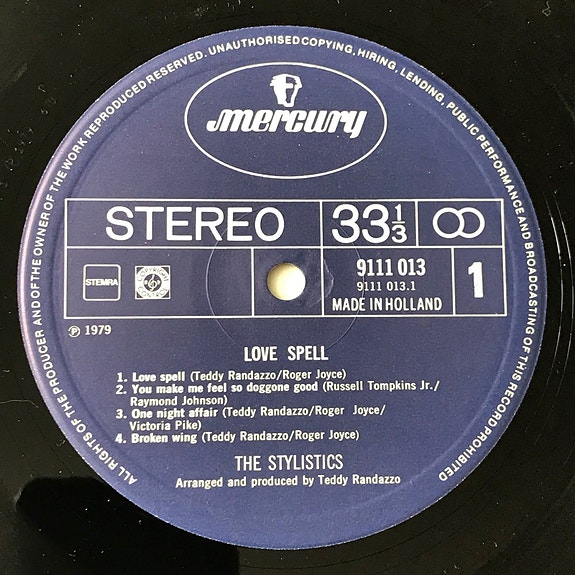 ALL RIGHTS OF THE PRODUCER AND OF THE OWNER OF THE WORK REPRODUCED RESERVED. UNAUTHORISED COPYING, HIRING, LENDING, PUBLIC PERFORMANCE AND BROADCASTING OF THIS RECORD PROHIBITED
mercury
STEREO 33 1/3
STEMRA
COPYRIGHT
9111 013
9111 013.1
MADE IN HOLLAND
1
℗ 1979
LOVE SPELL
1. Love spell (Teddy Randazzo/Roger Joyce)
2. You make me feel so doggone good (Russell Tompkins Jr./
Raymond Johnson)
3. One night affair (Teddy Randazzo/Roger Joyce/
Victoria Pike)
4. Broken wing (Teddy Randazzo/Roger Joyce)
THE STYLISTICS
Arranged and produced by Teddy Randazzo